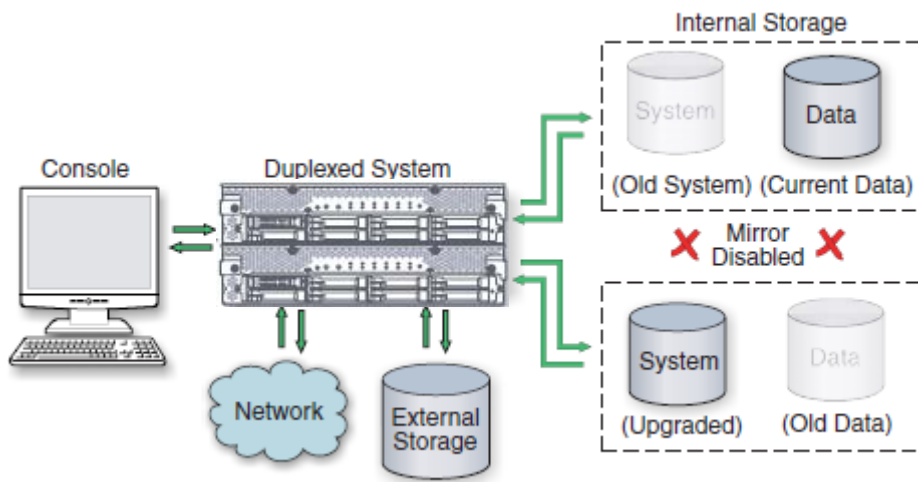 Internal Storage
System
Data
(Old System) (Current Data)
Console
Duplexed System
Mirror
Disabled
System
Data
(Upgraded)
(Old Data)
Network
External
Storage